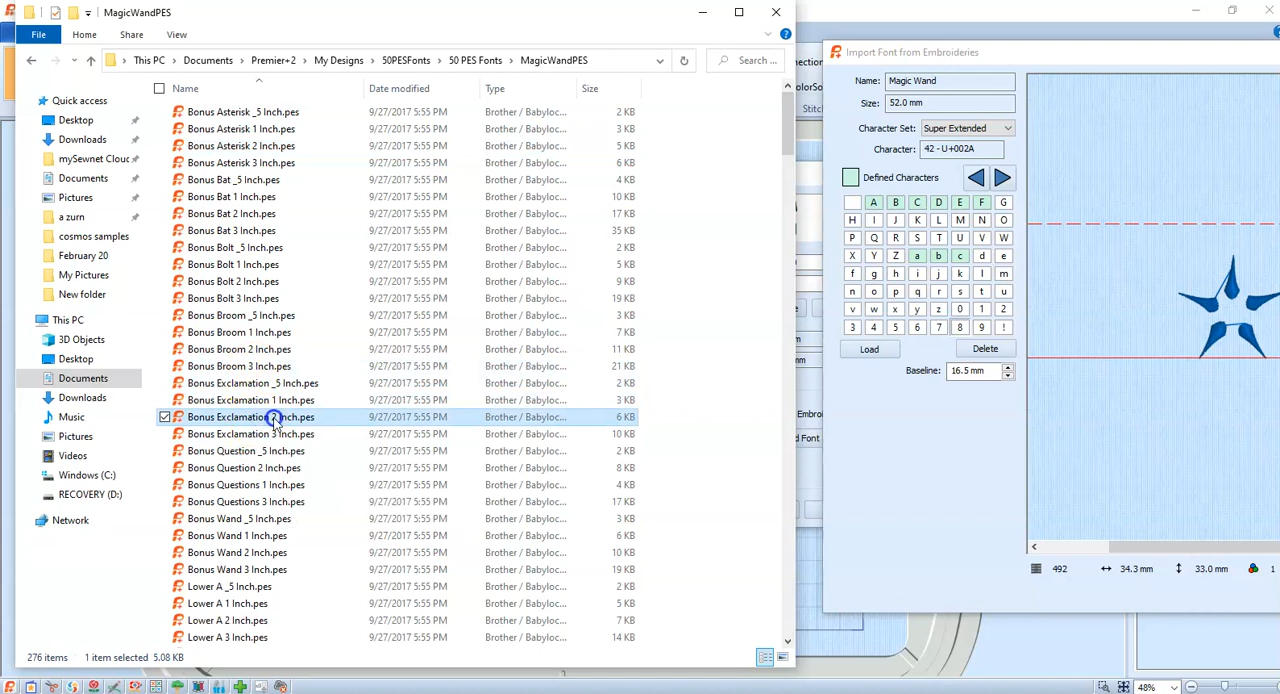 MagicWandPES
File Home Share View
This PC > Documents > Premier+2 > My Designs > 50PESFonts > 50 PES Fonts > MagicWandPES
Search ...
Name Date modified Type Size
Quick access
Desktop
Downloads
mySewnet Clou
Documents
Pictures
a zurn
cosmos samples
February 20
My Pictures
New folder
This PC
3D Objects
Desktop
Documents
Downloads
Music
Pictures
Videos
Windows (C:)
RECOVERY (D:)
Network
Bonus Asterisk _5 Inch.pes 9/27/2017 5:55 PM Brother / Babyloc... 2 KB
Bonus Asterisk 1 Inch.pes 9/27/2017 5:55 PM Brother / Babyloc... 3 KB
Bonus Asterisk 2 Inch.pes 9/27/2017 5:55 PM Brother / Babyloc... 5 KB
Bonus Asterisk 3 Inch.pes 9/27/2017 5:55 PM Brother / Babyloc... 6 KB
Bonus Bat _5 Inch.pes 9/27/2017 5:55 PM Brother / Babyloc... 4 KB
Bonus Bat 1 Inch.pes 9/27/2017 5:55 PM Brother / Babyloc... 10 KB
Bonus Bat 2 Inch.pes 9/27/2017 5:55 PM Brother / Babyloc... 17 KB
Bonus Bat 3 Inch.pes 9/27/2017 5:55 PM Brother / Babyloc... 35 KB
Bonus Bolt _5 Inch.pes 9/27/2017 5:55 PM Brother / Babyloc... 2 KB
Bonus Bolt 1 Inch.pes 9/27/2017 5:55 PM Brother / Babyloc... 5 KB
Bonus Bolt 2 Inch.pes 9/27/2017 5:55 PM Brother / Babyloc... 9 KB
Bonus Bolt 3 Inch.pes 9/27/2017 5:55 PM Brother / Babyloc... 19 KB
Bonus Broom _5 Inch.pes 9/27/2017 5:55 PM Brother / Babyloc... 3 KB
Bonus Broom 1 Inch.pes 9/27/2017 5:55 PM Brother / Babyloc... 7 KB
Bonus Broom 2 Inch.pes 9/27/2017 5:55 PM Brother / Babyloc... 11 KB
Bonus Broom 3 Inch.pes 9/27/2017 5:55 PM Brother / Babyloc... 21 KB
Bonus Exclamation _5 Inch.pes 9/27/2017 5:55 PM Brother / Babyloc... 2 KB
Bonus Exclamation 1 Inch.pes 9/27/2017 5:55 PM Brother / Babyloc... 3 KB
Bonus Exclamation 2 Inch.pes 9/27/2017 5:55 PM Brother / Babyloc... 6 KB
Bonus Exclamation 3 Inch.pes 9/27/2017 5:55 PM Brother / Babyloc... 10 KB
Bonus Question _5 Inch.pes 9/27/2017 5:55 PM Brother / Babyloc... 2 KB
Bonus Question 2 Inch.pes 9/27/2017 5:55 PM Brother / Babyloc... 8 KB
Bonus Questions 1 Inch.pes 9/27/2017 5:55 PM Brother / Babyloc... 4 KB
Bonus Questions 3 Inch.pes 9/27/2017 5:55 PM Brother / Babyloc... 17 KB
Bonus Wand _5 Inch.pes 9/27/2017 5:55 PM Brother / Babyloc... 3 KB
Bonus Wand 1 Inch.pes 9/27/2017 5:55 PM Brother / Babyloc... 6 KB
Bonus Wand 2 Inch.pes 9/27/2017 5:55 PM Brother / Babyloc... 10 KB
Bonus Wand 3 Inch.pes 9/27/2017 5:55 PM Brother / Babyloc... 19 KB
Lower A _5 Inch.pes 9/27/2017 5:55 PM Brother / Babyloc... 2 KB
Lower A 1 Inch.pes 9/27/2017 5:55 PM Brother / Babyloc... 5 KB
Lower A 2 Inch.pes 9/27/2017 5:55 PM Brother / Babyloc... 7 KB
Lower A 3 Inch.pes 9/27/2017 5:55 PM Brother / Babyloc... 14 KB
276 items 1 item selected 5.08 KB
nnection
ColorSo
Stitch
m
m
Embroi
d Font
Import Font from Embroideries
Name: Magic Wand
Size: 52.0 mm
Character Set: Super Extended
Character: 42 - U+002A
Defined Characters
A B C D E F G
H I J K L M N O
P Q R S T U V W
X Y Z a b c d e
f g h i j k l m
n o p q r s t u
v w x y z 0 1 2
3 4 5 6 7 8 9 !
Load Delete
Baseline: 16.5 mm
492 34.3 mm 33.0 mm 1
48%